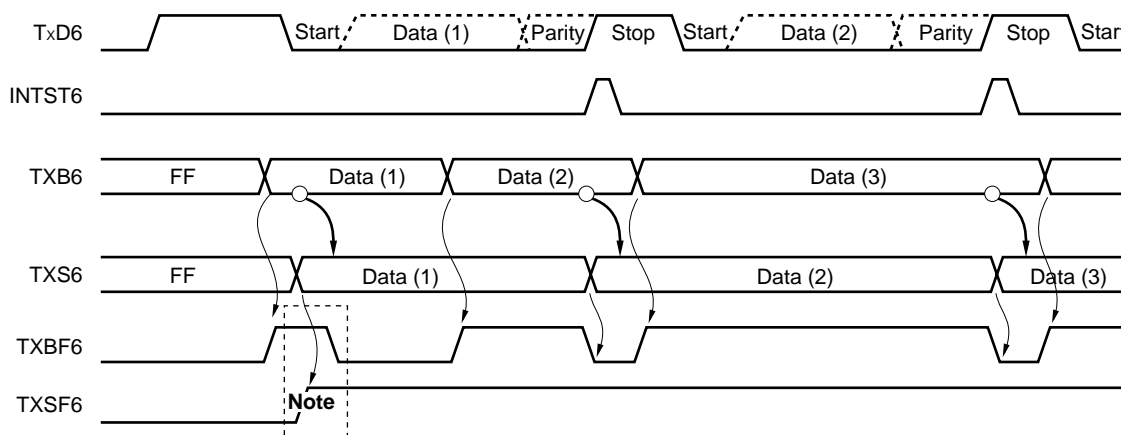 TxD6 Start Data (1) Parity Stop Start Data (2) Parity Stop Start
INTST6
TXB6 FF Data (1) Data (2) Data (3)
TXS6 FF Data (1) Data (2) Data (3)
TXBF6
TXSF6 Note